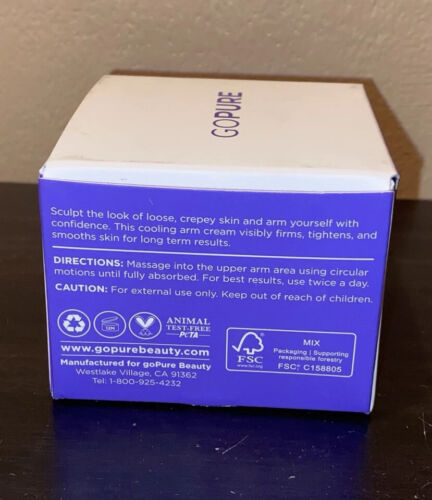 GOPURE
Sculpt the look of loose, crepey skin and arm yourself with
confidence. This cooling arm cream visibly firms, tightens, and
smooths skin for long term results.
DIRECTIONS: Massage into the upper arm area using circular
motions until fully absorbed. For best results, use twice a day.
CAUTION: For external use only. Keep out of reach of children.
12M
ANIMAL
TEST-FREE
PETA
www.gopurebeauty.com
Manufactured for goPure Beauty
Westlake Village, CA 91362
Tel: 1-800-925-4232
FSC
www.fsc.org
MIX
Packaging | Supporting
responsible forestry
FSC® C158805